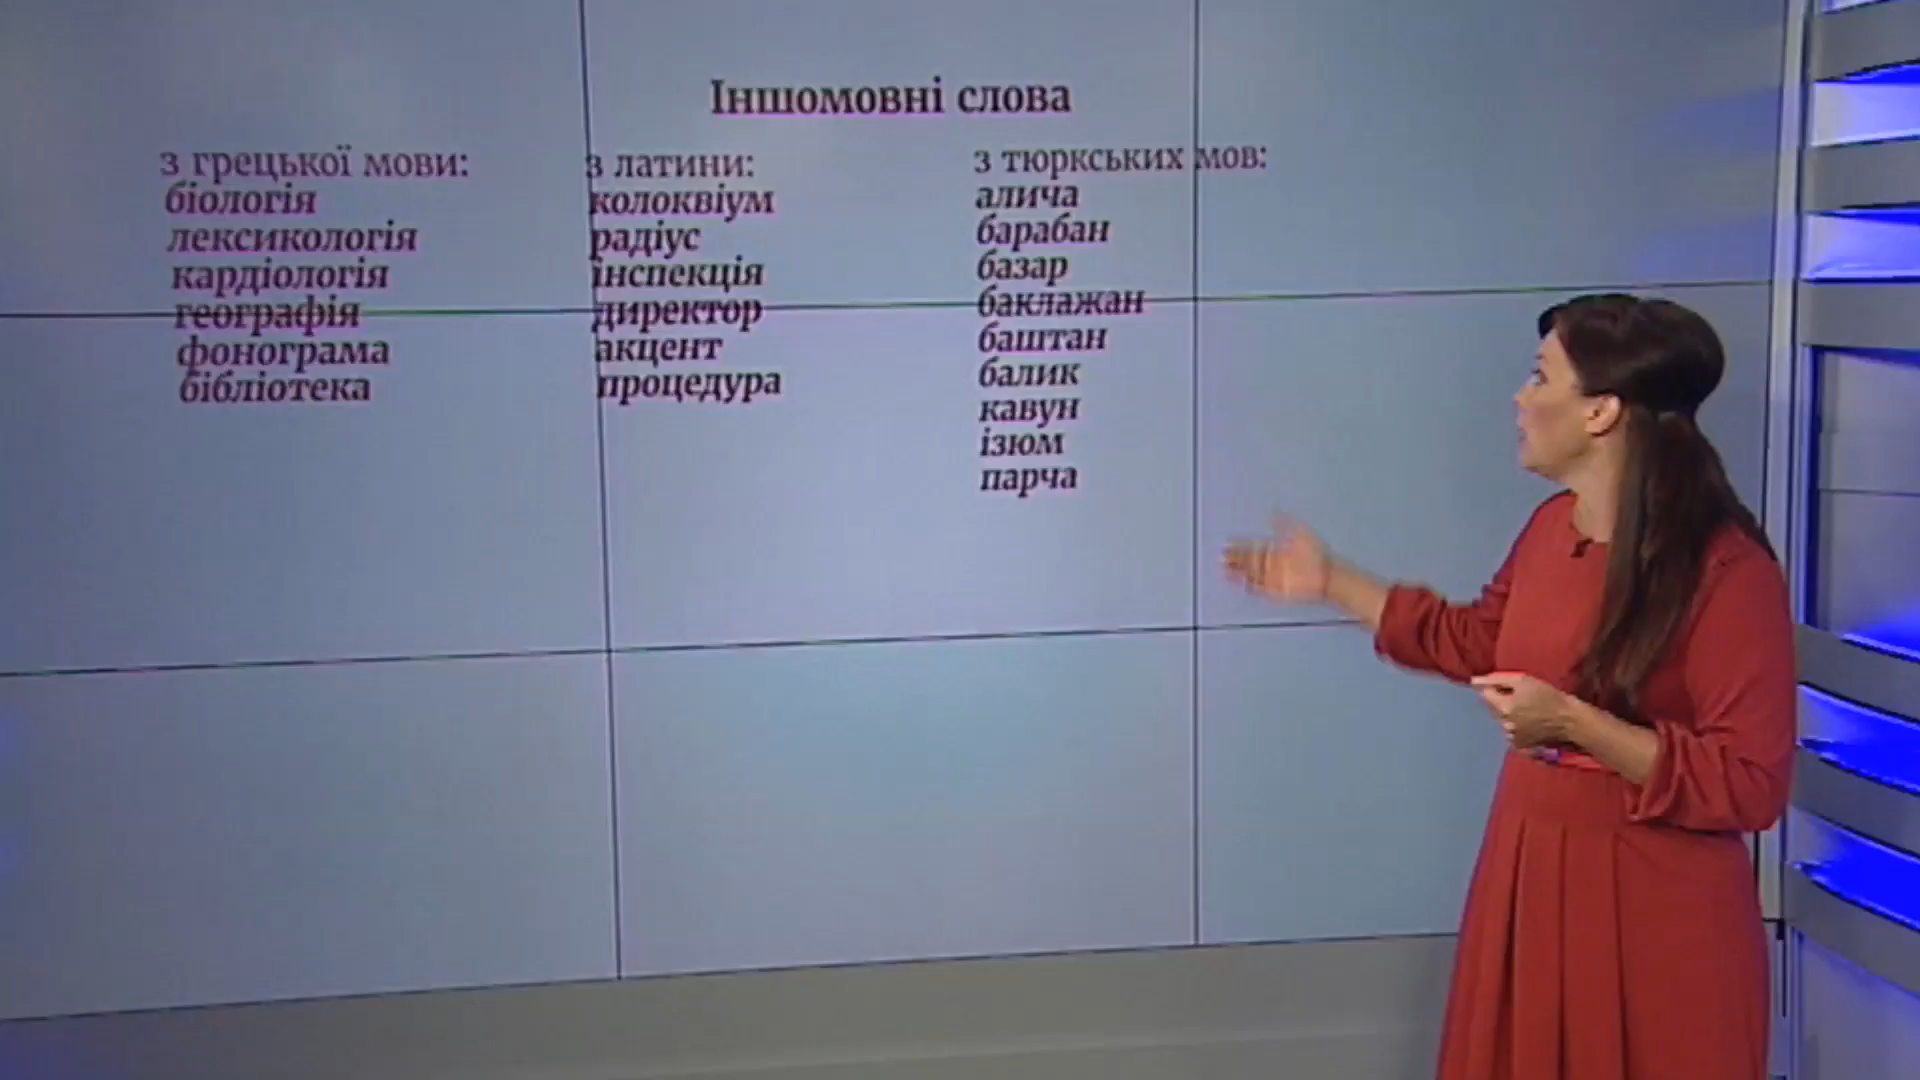 Іншомовні слова
з грецької мови:
біологія
лексикологія
кардіологія
географія
фонограма
бібліотека
з латини:
колоквіум
радіус
інспекція
директор
акцент
процедура
з тюркських мов:
алича
барабан
базар
баклажан
баштан
балик
кавун
ізюм
парча